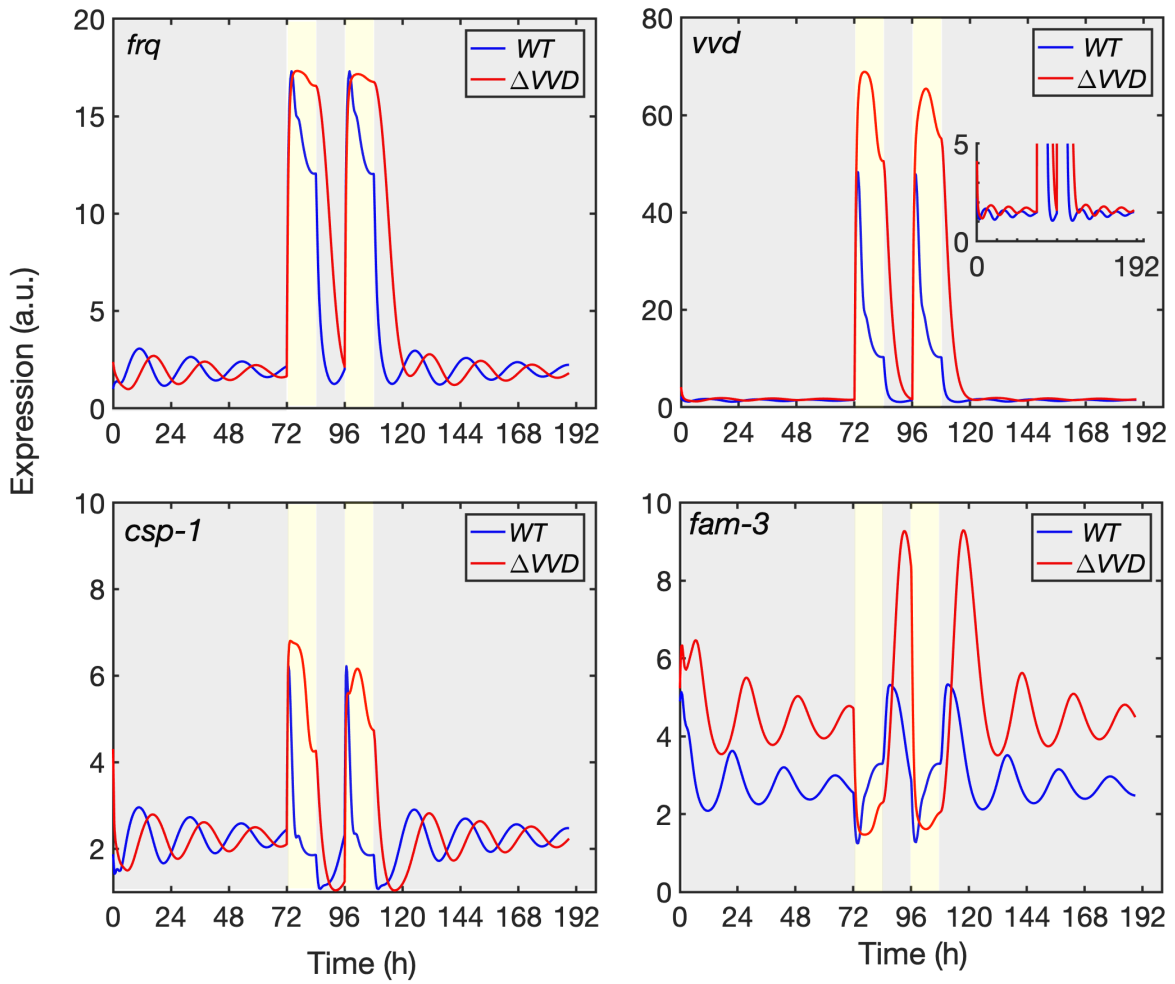 Expression (a.u.)
frq
WT
ΔVVD
20
15
10
5
0
0 24 48 72 96 120 144 168 192
vvd
WT
ΔVVD
80
60
40
20
0
5
0
0 192
0 24 48 72 96 120 144 168 192
csp-1
WT
ΔVVD
10
8
6
4
2
0 24 48 72 96 120 144 168 192
Time (h)
fam-3
WT
ΔVVD
10
8
6
4
2
0
0 24 48 72 96 120 144 168 192
Time (h)